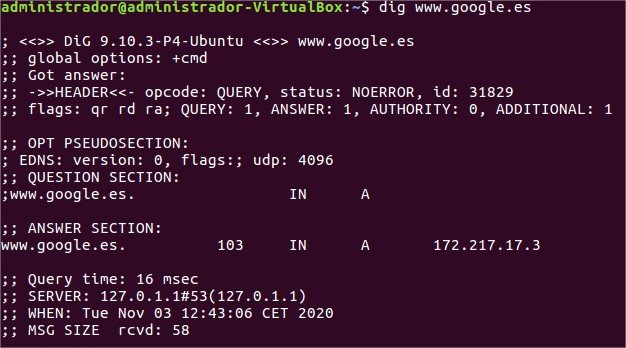 administrador@administrador-VirtualBox:~$ dig www.google.es
; <<>> DiG 9.10.3-P4-Ubuntu <<>> www.google.es
;; global options: +cmd
;; Got answer:
;; ->>HEADER<<- opcode: QUERY, status: NOERROR, id: 31829
;; flags: qr rd ra; QUERY: 1, ANSWER: 1, AUTHORITY: 0, ADDITIONAL: 1
;; OPT PSEUDOSECTION:
; EDNS: version: 0, flags:; udp: 4096
;; QUESTION SECTION:
;www.google.es. IN A
;; ANSWER SECTION:
www.google.es. 103 IN A 172.217.17.3
;; Query time: 16 msec
;; SERVER: 127.0.1.1#53(127.0.1.1)
;; WHEN: Tue Nov 03 12:43:06 CET 2020
;; MSG SIZE rcvd: 58